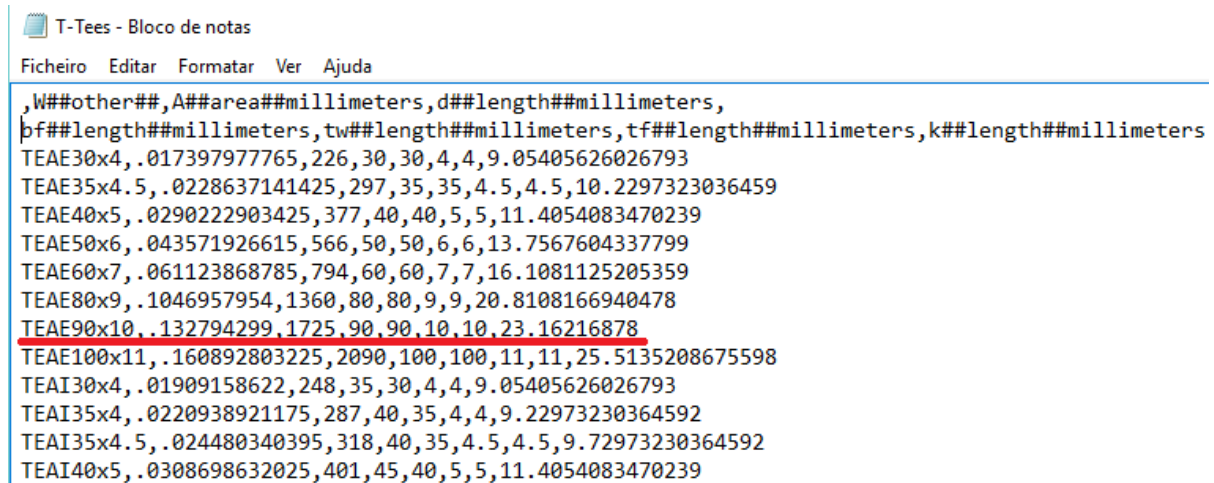 T-Tees - Bloco de notas
Ficheiro Editar Formatar Ver Ajuda
,W##other##,A##area##millimeters,d##length##millimeters,
bf##length##millimeters,tw##length##millimeters,tf##length##millimeters,k##length##millimeters
TEAE30x4,.017397977765,226,30,30,4,4,9.05405626026793
TEAE35x4.5,.0228637141425,297,35,35,4.5,4.5,10.2297323036459
TEAE40x5,.0290222903425,377,40,40,5,5,11.4054083470239
TEAE50x6,.043571926615,566,50,50,6,6,13.7567604337799
TEAE60x7,.061123868785,794,60,60,7,7,16.1081125205359
TEAE80x9,.1046957954,1360,80,80,9,9,20.8108166940478
TEAE90x10,.132794299,1725,90,90,10,10,23.16216878
TEAE100x11,.160892803225,2090,100,100,11,11,25.5135208675598
TEAI30x4,.01909158622,248,35,30,4,4,9.05405626026793
TEAI35x4,.0220938921175,287,40,35,4,4,9.22973230364592
TEAI35x4.5,.024480340395,318,40,35,4.5,4.5,9.72973230364592
TEAI40x5,.0308698632025,401,45,40,5,5,11.4054083470239